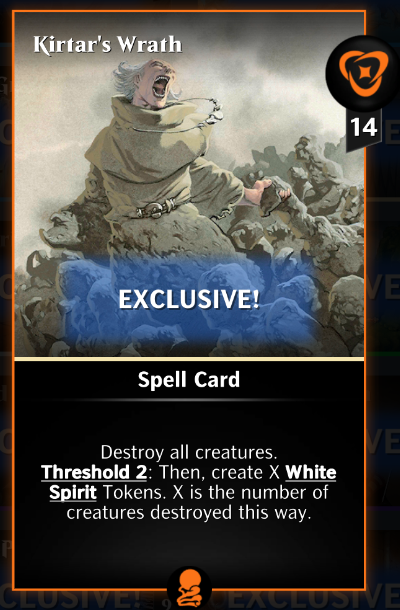 Kirtar's Wrath
14
EXCLUSIVE!
Spell Card
Destroy all creatures.
Threshold 2: Then, create X White
Spirit Tokens. X is the number of
creatures destroyed this way.